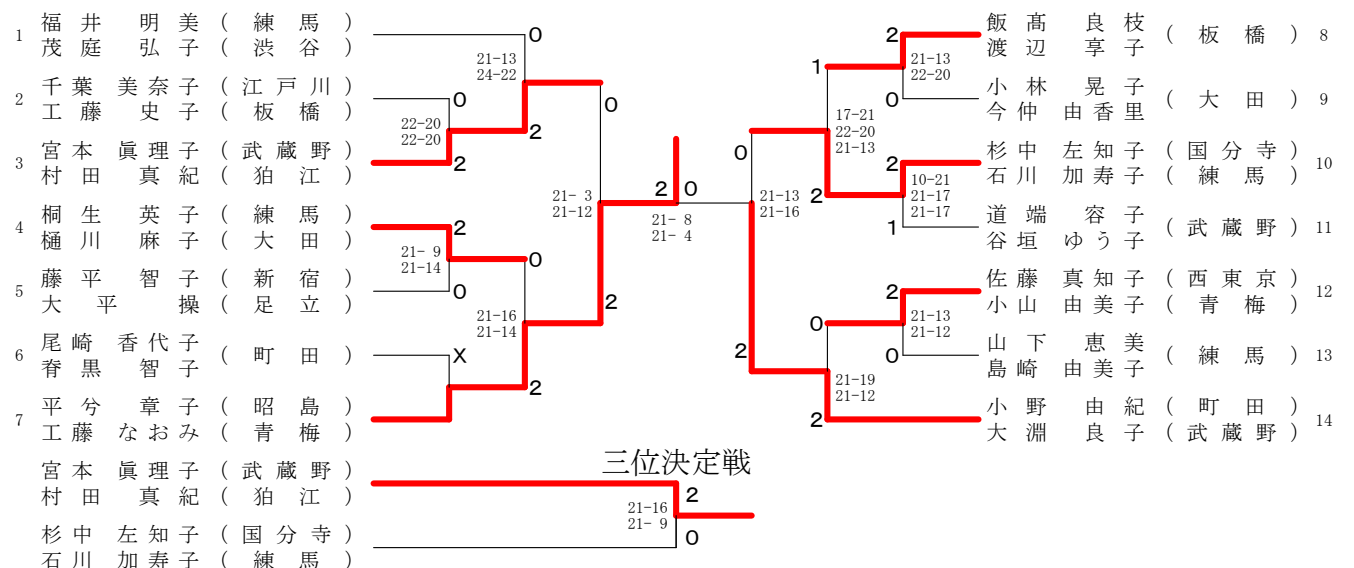 1 福井 明美 ( 練馬 )
茂庭 弘子 ( 渋谷 )
2 千葉 美奈子 ( 江戸川 )
工藤 史子 ( 板橋 )
3 宮本 眞理子 ( 武蔵野 )
村田 真紀 ( 狛江 )
4 桐生 英子 ( 練馬 )
樋川 麻子 ( 大田 )
5 藤平 智子 ( 新宿 )
大平 操 ( 足立 )
6 尾崎 香代子 ( 町田 )
脊黒 智子
7 平兮 章子 ( 昭島 )
工藤 なおみ ( 青梅 )
0
21-13
24-22
0
22-20
22-20
2
2
0
2
21- 9
21-14
0
0
21-16
21-14
X
2
21- 3
21-12
2
2 0
21- 8
21- 4
飯髙 良枝 ( 板橋 ) 8
渡辺 享子
小林 晃子 ( 大田 ) 9
今仲 由香里
杉中 左知子 ( 国分寺 ) 10
石川 加寿子 ( 練馬 )
道端 容子 ( 武蔵野 ) 11
谷垣 ゆう子
佐藤 真知子 ( 西東京 ) 12
小山 由美子 ( 青梅 )
山下 恵美 ( 練馬 ) 13
島崎 由美子
小野 由紀 ( 町田 ) 14
大淵 良子 ( 武蔵野 )
2
21-13
22-20
0
1
17-21
22-20
21-13
2
2
10-21
21-17
21-17
1
0
21-13
21-16
2
2
21-13
21-12
0
0
21-19
21-12
2
三位決定戦
宮本 眞理子 ( 武蔵野 )
村田 真紀 ( 狛江 )
杉中 左知子 ( 国分寺 )
石川 加寿子 ( 練馬 )
2
21-16
21- 9
0